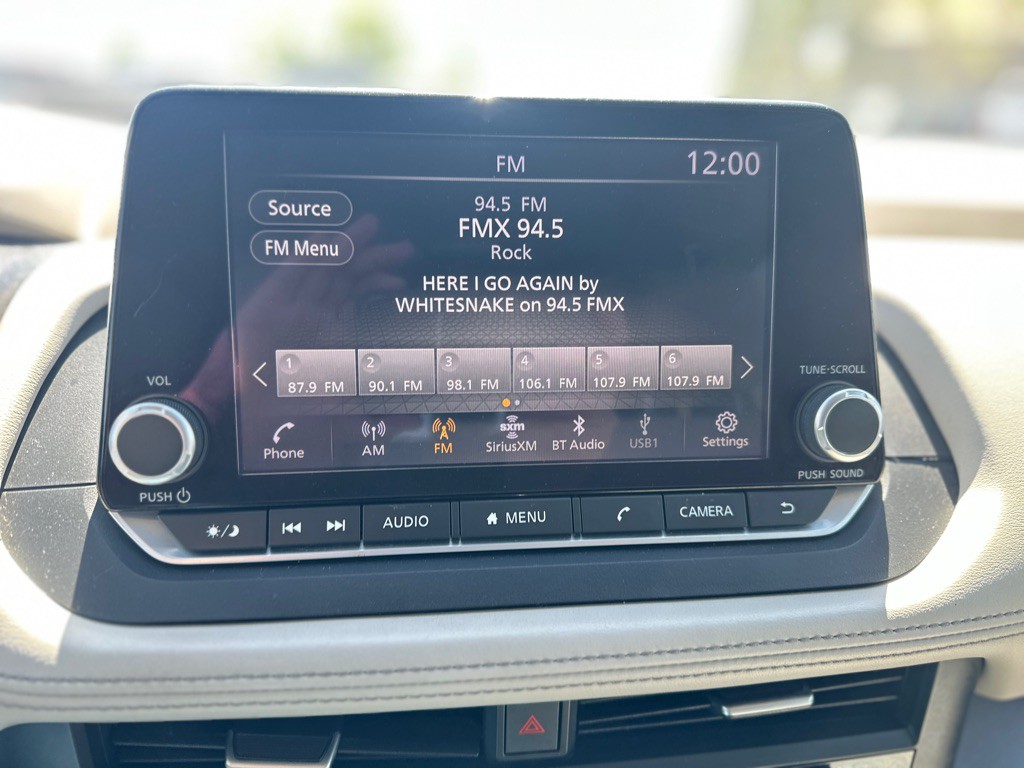 FM
12:00
Source
94.5 FM
FMX 94.5
FM Menu
Rock
HERE I GO AGAIN by
WHITESNAKE on 94.5 FMX
1 2 3 4 5 6
87.9 FM 90.1 FM 98.1 FM 106.1 FM 107.9 FM 107.9 FM
VOL
TUNE·SCROLL
sxm
Phone AM FM SiriusXM BT Audio USB1 Settings
PUSH
PUSH SOUND
AUDIO MENU CAMERA